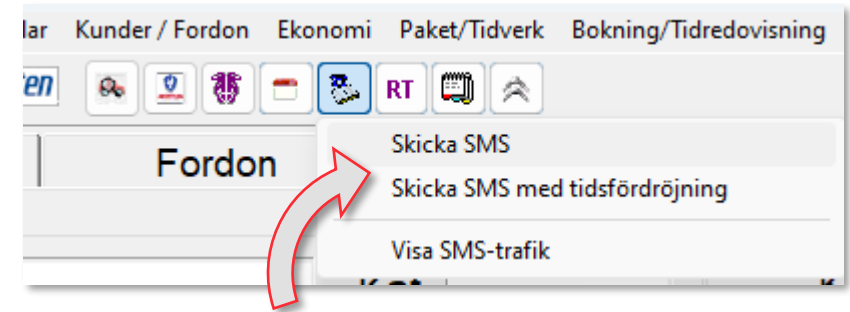 lar Kunder / Fordon Ekonomi Paket/Tidverk Bokning/Tidredovisning
en RT
Fordon
Skicka SMS
Skicka SMS med tidsfördröjning
Visa SMS-trafik